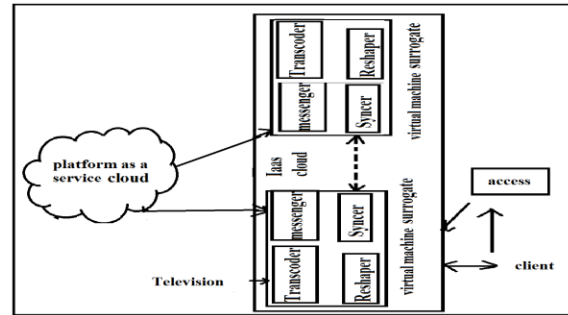 Transcoder
Reshaper
messenger
Syncer
virtual machine surrogate
platform as a
service cloud
Iaas
cloud
access
messenger
Syncer
virtual machine surrogate
client
Television
Transcoder
Reshaper